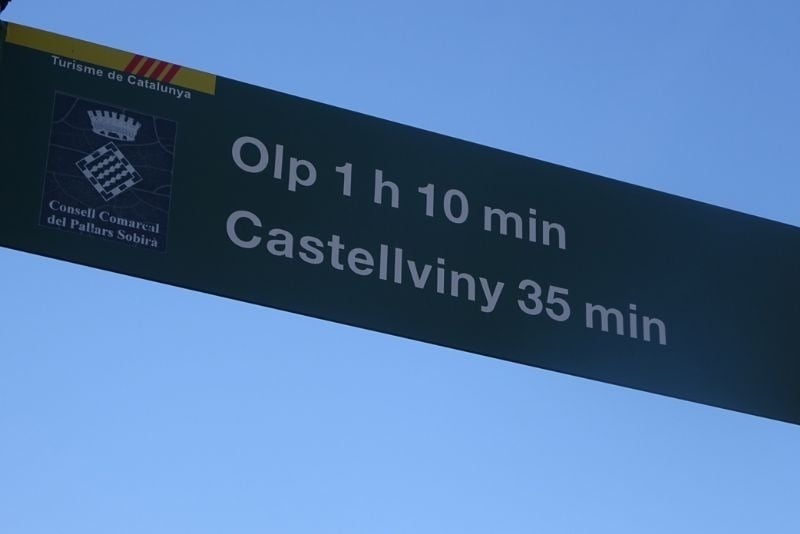 Turisme de Catalunya
Consell Comarcal
del Pallars Sobirà
Olp 1 h 10 min
Castellviny 35 min